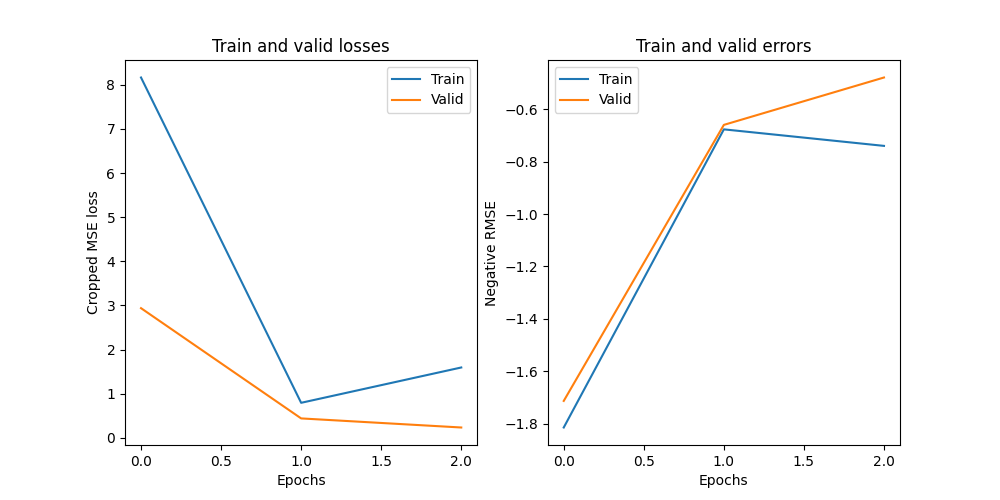 Train and valid losses
Train
Valid
8
7
6
5
4
3
2
1
0
Cropped MSE loss
0.0 0.5 1.0 1.5 2.0
Epochs
Train and valid errors
Train
Valid
−0.6
−0.8
−1.0
−1.2
−1.4
−1.6
−1.8
Negative RMSE
0.0 0.5 1.0 1.5 2.0
Epochs